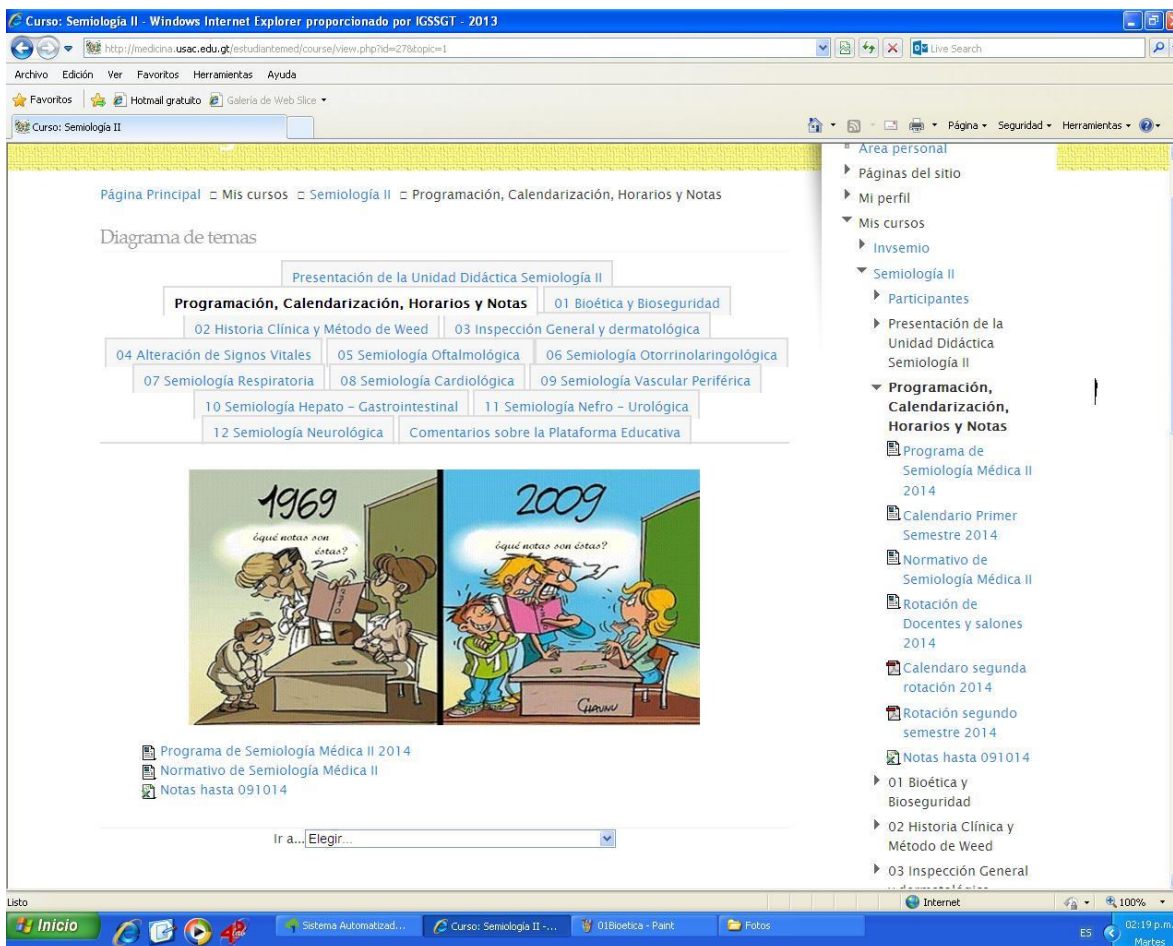 Curso: Semiología II - Windows Internet Explorer proporcionado por IGSSGT - 2013
http://medicina.usac.edu.gt/estudiantemed/course/view.php?id=27&topic=1
Live Search
Archivo Edición Ver Favoritos Herramientas Ayuda
Favoritos Hotmail gratuito Galería de Web Slice
Curso: Semiología II
Página Seguridad Herramientas
Página Principal Mis cursos Semiología II Programación, Calendarización, Horarios y Notas
Diagrama de temas
Presentación de la Unidad Didáctica Semiología II
Programación, Calendarización, Horarios y Notas 01 Bioética y Bioseguridad
02 Historia Clínica y Método de Weed 03 Inspección General y dermatológica
04 Alteración de Signos Vitales 05 Semiología Oftalmológica 06 Semiología Otorrinolaringológica
07 Semiología Respiratoria 08 Semiología Cardiológica 09 Semiología Vascular Periférica
10 Semiología Hepato - Gastrointestinal 11 Semiología Nefro - Urológica
12 Semiología Neurológica Comentarios sobre la Plataforma Educativa
1969
¿qué notas son
éstas?
2009
¿qué notas son éstas?
CHAUNU
Programa de Semiología Médica II 2014
Normativo de Semiología Médica II
Notas hasta 091014
Ir a... Elegir...
Área personal
Páginas del sitio
Mi perfil
Mis cursos
Invsemio
Semiología II
Participantes
Presentación de la
Unidad Didáctica
Semiología II
Programación,
Calendarización,
Horarios y Notas
Programa de
Semiología Médica II
2014
Calendario Primer
Semestre 2014
Normativo de
Semiología Médica II
Rotación de
Docentes y salones
2014
Calendaro segunda
rotación 2014
Rotación segundo
semestre 2014
Notas hasta 091014
01 Bioética y
Bioseguridad
02 Historia Clínica y
Método de Weed
03 Inspección General
y dermatológica
Listo
Internet
100%
Inicio
Sistema Automatizad...
Curso: Semiología II -...
01Bioetica - Paint
Fotos
ES
02:19 p.m.
Martes